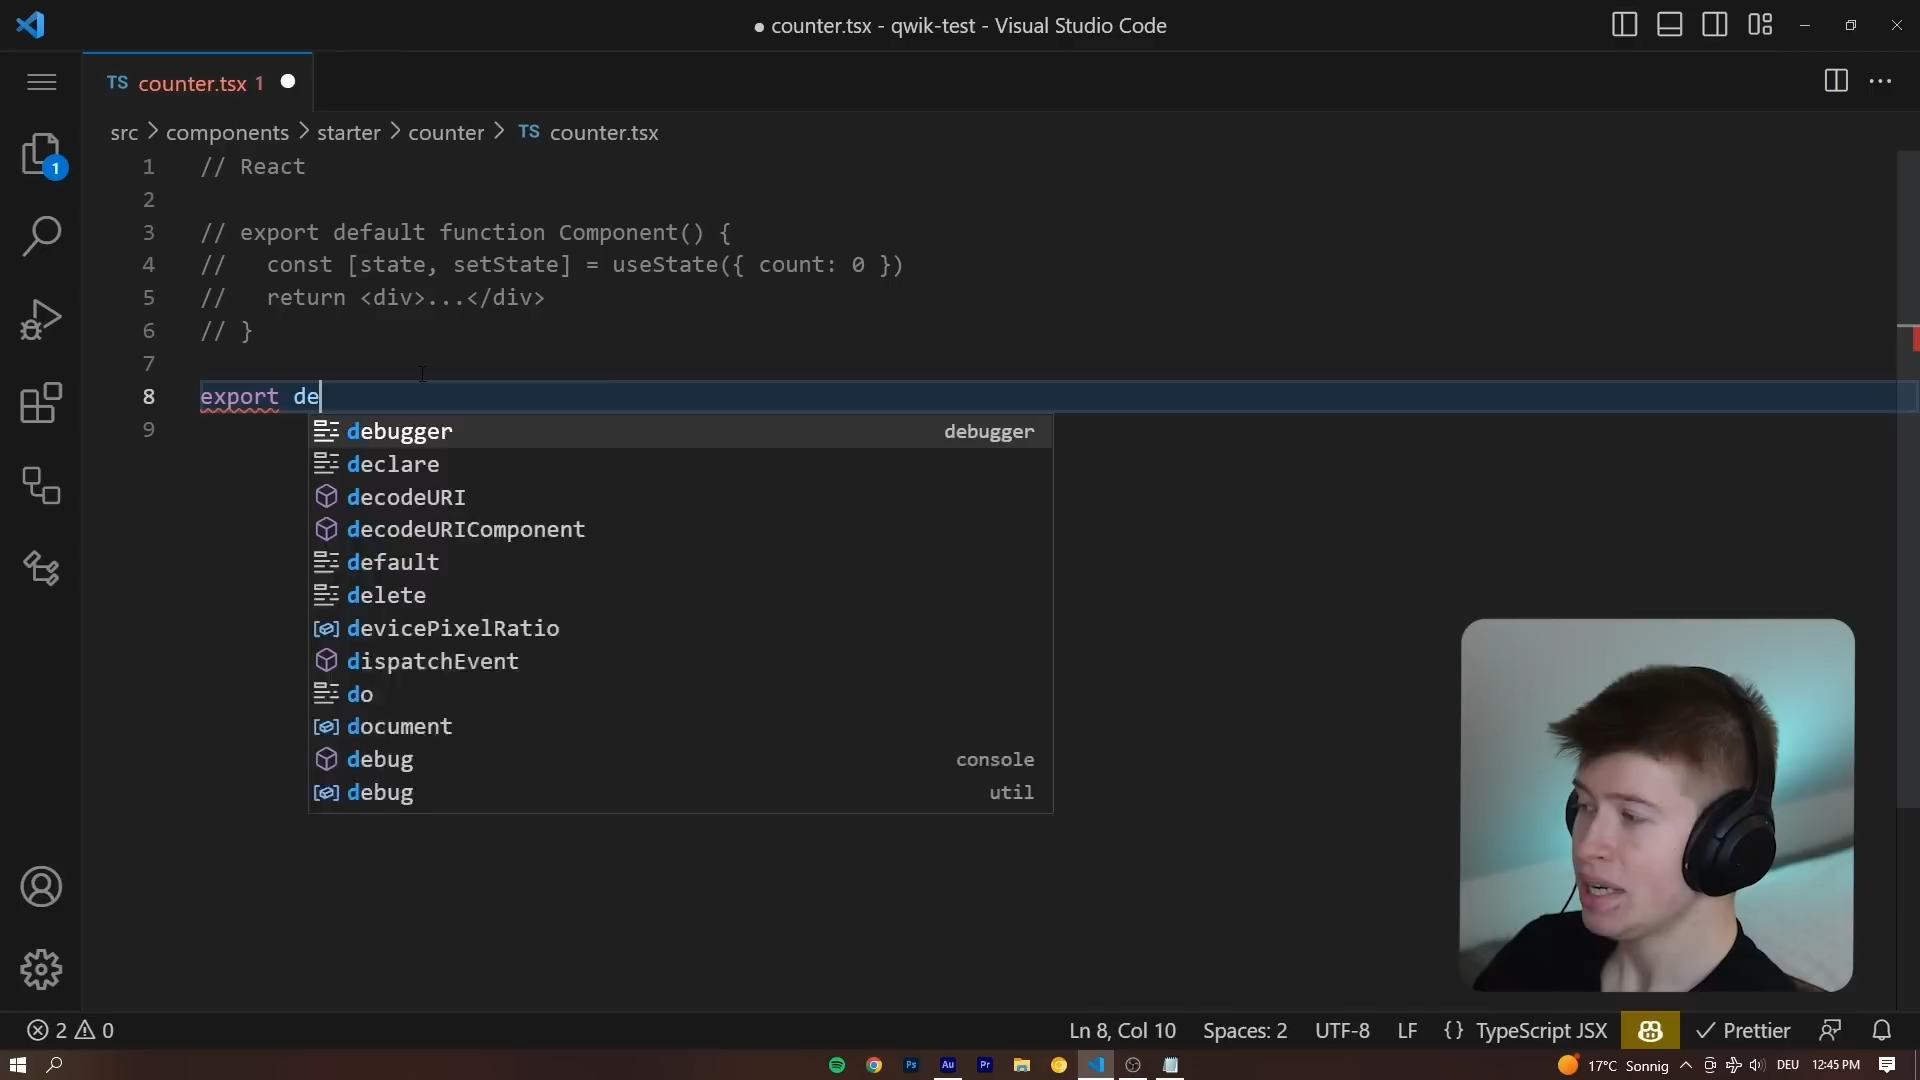 ● counter.tsx - qwik-test - Visual Studio Code
TS counter.tsx 1
src > components > starter > counter > TS counter.tsx
1 // React
2
3 // export default function Component() {
4 //   const [state, setState] = useState({ count: 0 })
5 //   return <div>...</div>
6 // }
7
8 export de
debugger debugger
9
declare
decodeURI
decodeURIComponent
default
delete
devicePixelRatio
dispatchEvent
do
document
debug console
debug util
1
2 0 Ln 8, Col 10 Spaces: 2 UTF-8 LF {} TypeScript JSX Prettier
Ps Au Pr 17°C Sonnig DEU 12:45 PM